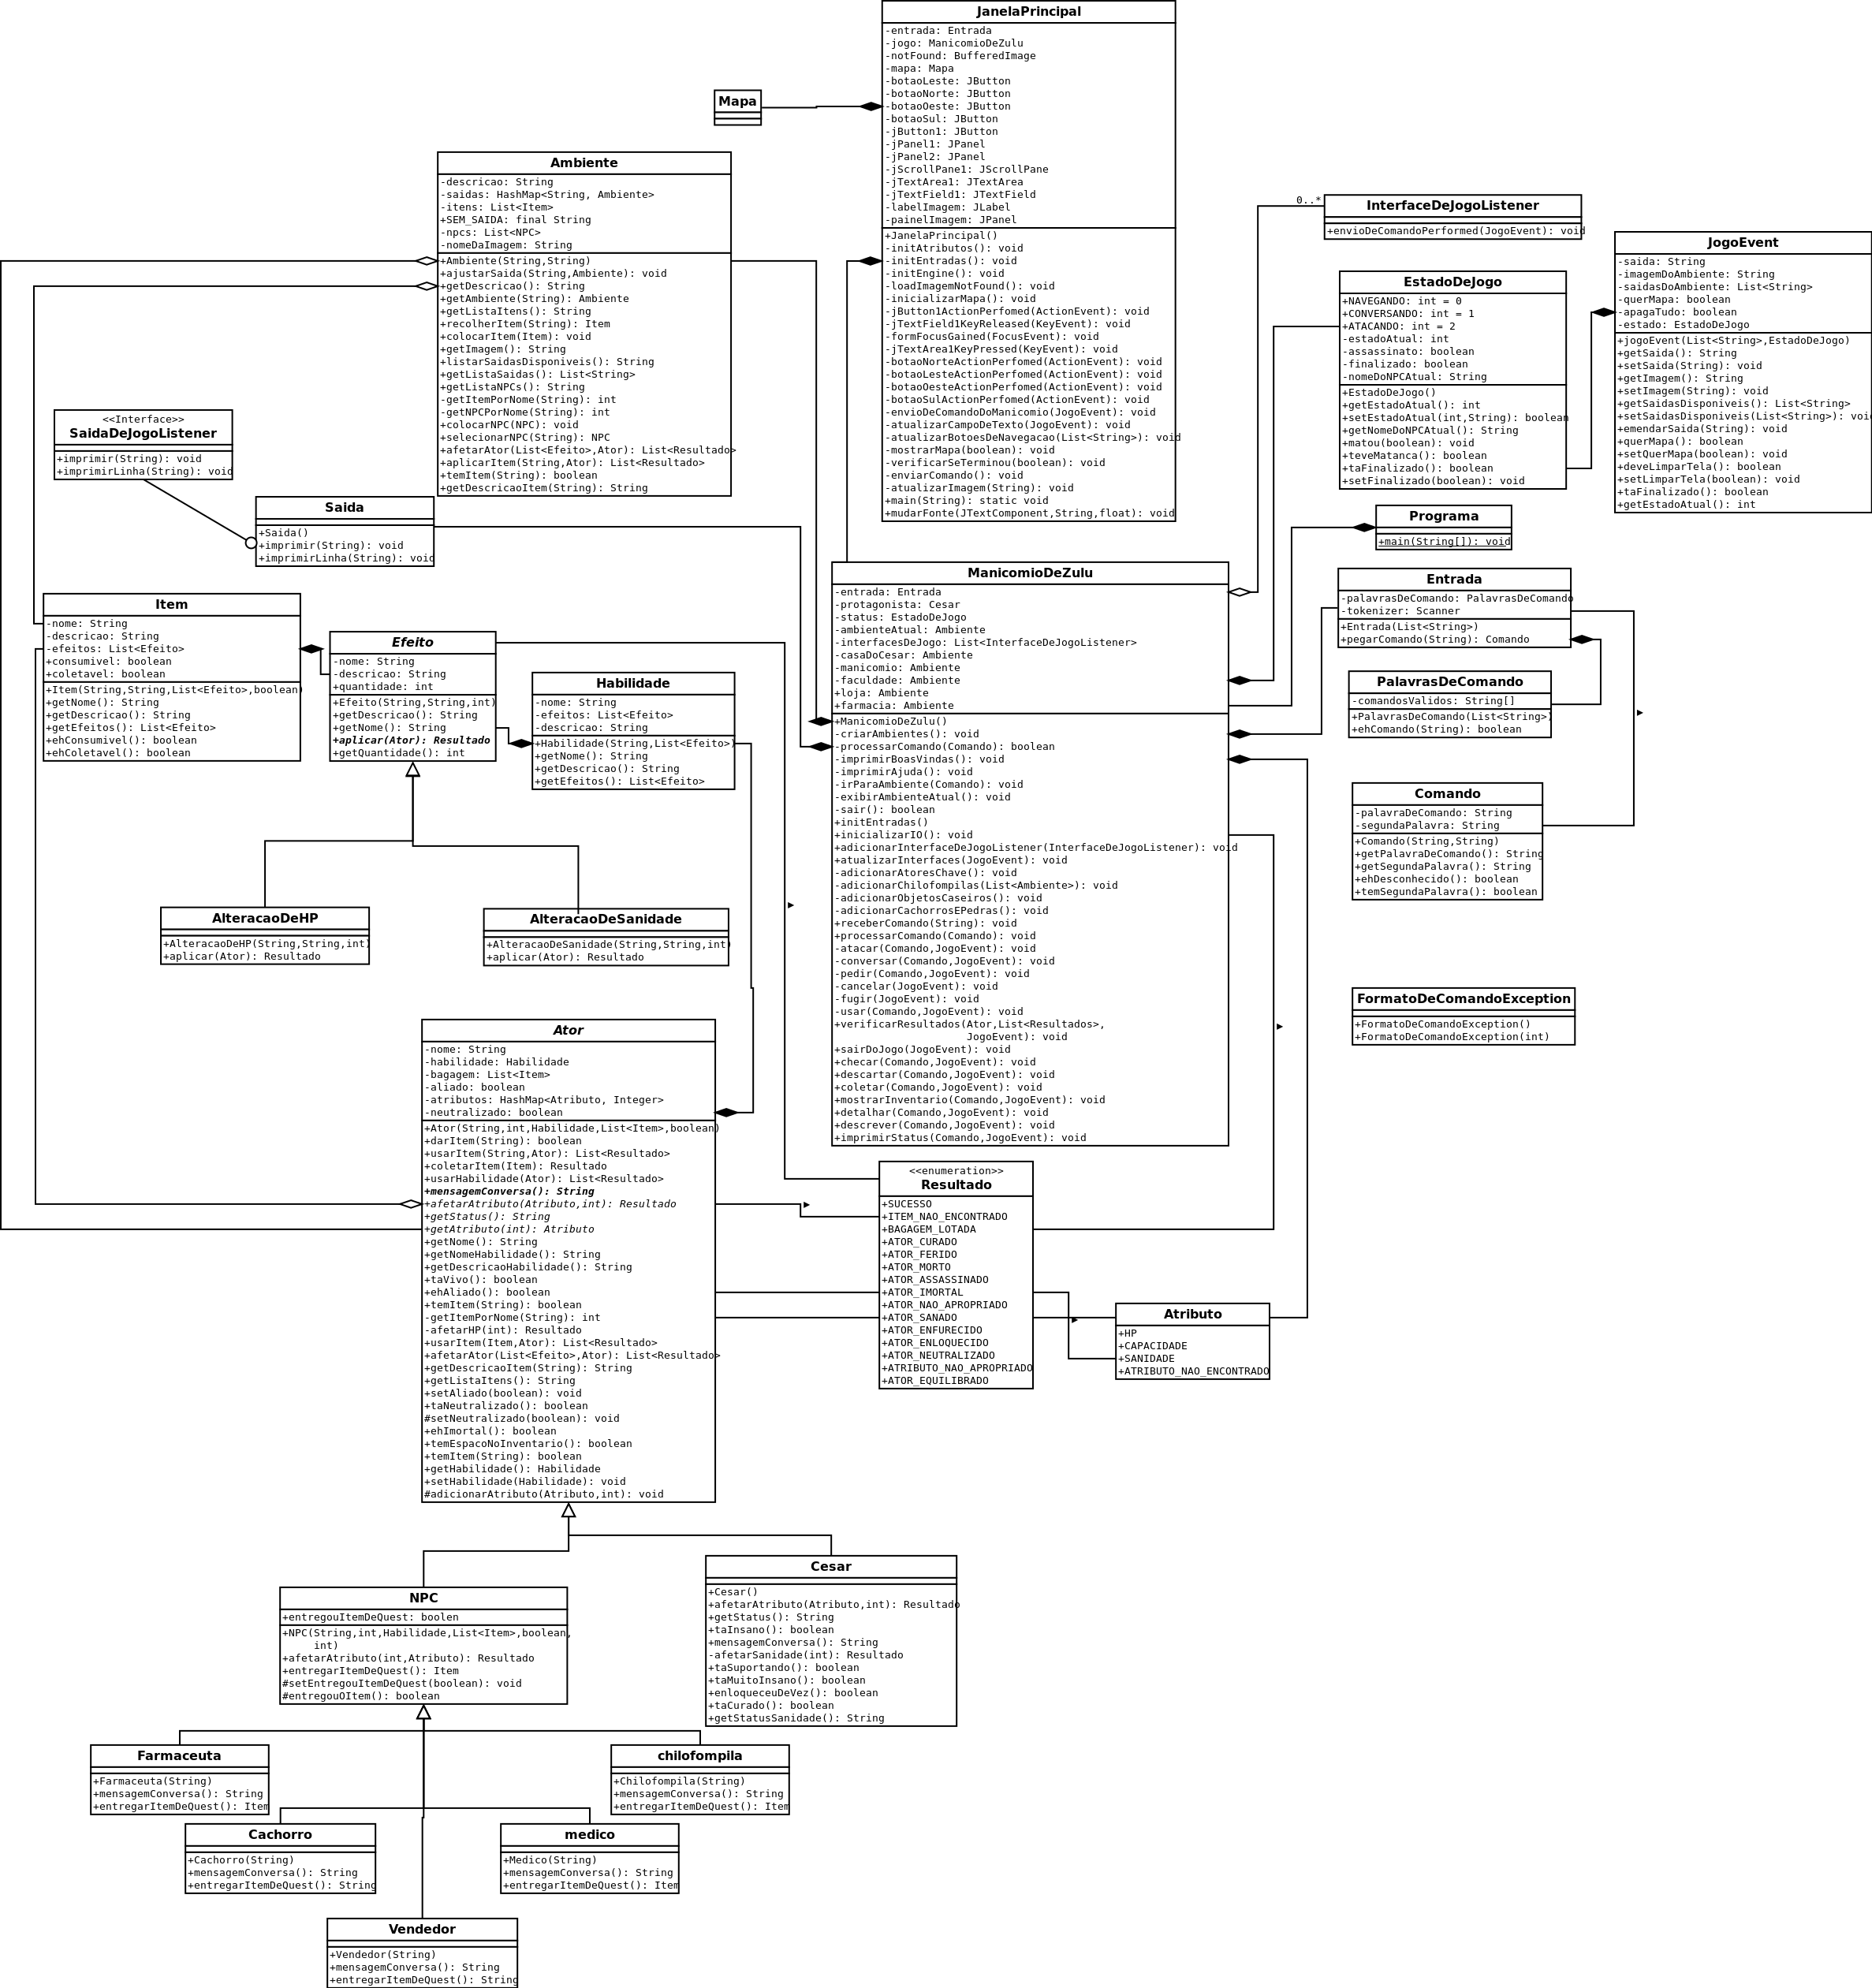 JanelaPrincipal
-entrada: Entrada
-jogo: ManicomioDeZulu
-notFound: BufferedImage
-mapa: Mapa
-botaoLeste: JButton
-botaoNorte: JButton
-botaoOeste: JButton
-botaoSul: JButton
-jButton1: JButton
-jPanel1: JPanel
-jPanel2: JPanel
-jScrollPane1: JScrollPane
-jTextArea1: JTextArea
-jTextField1: JTextField
-labelImagem: JLabel
-painelImagem: JPanel
+JanelaPrincipal()
-initAtributos(): void
-initEntradas(): void
-initEngine(): void
-loadImageNotFound(): void
-inicializarMapa(): void
-jButton1ActionPerfomed(ActionEvent): void
-jTextField1KeyReleased(KeyEvent): void
-formFocusGained(FocusEvent): void
-jTextArea1KeyPressed(KeyEvent): void
-botaoNorteActionPerfomed(ActionEvent): void
-botaoLesteActionPerfomed(ActionEvent): void
-botaoOesteActionPerfomed(ActionEvent): void
-botaoSulActionPerfomed(ActionEvent): void
-envioDeComandoDoManicomio(JogoEvent): void
-atualizarCampoDeTexto(JogoEvent): void
-atualizarBotoesDeNavegacao(List<String>): void
-mostrarMapa(boolean): void
-verificarSeTerminou(boolean): void
-enviarComando(): void
-atualizarImagem(String): void
+main(String): static void
+mudarFonte(JTextComponent,String,float): void
Mapa
Ambiente
-descricao: String
-saidas: HashMap<String, Ambiente>
-itens: List<Item>
+SEM_SAIDA: final String
-npcs: List<NPC>
-nomeDaImagem: String
+Ambiente(String,String)
+ajustarSaida(String,Ambiente): void
+getDescricao(): String
+getAmbiente(String): Ambiente
+getListaItens(): String
+recolherItem(String): Item
+colocarItem(Item): void
+getImagem(): String
+listarSaidasDisponiveis(): String
+getListaSaidas(): List<String>
+getListaNPCs(): String
-getItemPorNome(String): int
-getNPCPorNome(String): int
+colocarNPC(NPC): void
+selecionarNPC(String): NPC
+afetarAtor(List<Efeito>,Ator): List<Resultado>
+aplicarItem(String,Ator): List<Resultado>
+temItem(String): boolean
+getDescricaoItem(String): String
0..*
InterfaceDeJogoListener
+envioDeComandoPerformed(JogoEvent): void
JogoEvent
-saida: String
-imagemDoAmbiente: String
-saidasDoAmbiente: List<String>
-querMapa: boolean
-apagaTudo: boolean
-estado: EstadoDeJogo
+jogoEvent(List<String>,EstadoDeJogo)
+getSaida(): String
+setSaida(String): void
+getImagem(): String
+setImagem(String): void
+getSaidasDisponiveis(): List<String>
+setSaidasDisponiveis(List<String>): void
+emendarSaida(String): void
+querMapa(): boolean
+setQuerMapa(boolean): void
+deveLimparTela(): boolean
+setLimparTela(boolean): void
+taFinalizado(): boolean
+getEstadoAtual(): int
EstadoDeJogo
+NAVEGANDO: int = 0
+CONVERSANDO: int = 1
+ATACANDO: int = 2
-estadoAtual: int
-assassinato: boolean
-finalizado: boolean
-nomeDoNPCAtual: String
+EstadoDeJogo()
+getEstadoAtual(): int
+setEstadoAtual(int,String): boolean
+getNomeDoNPCAtual(): String
+matou(boolean): void
+teveMatanca(): boolean
+taFinalizado(): boolean
+setFinalizado(boolean): void
<<Interface>>
SaidaDeJogoListener
+imprimir(String): void
+imprimirLinha(String): void
Saida
+Saida()
+imprimir(String): void
+imprimirLinha(String): void
Programa
+main(String[]): void
Entrada
-palavrasDeComando: PalavrasDeComando
-tokenizer: Scanner
+Entrada(List<String>)
+pegarComando(String): Comando
PalavrasDeComando
-comandosValidos: String[]
+PalavrasDeComando(List<String>)
+ehComando(String): boolean
Comando
-palavraDeComando: String
-segundaPalavra: String
+Comando(String,String)
+getPalavraDeComando(): String
+getSegundaPalavra(): String
+ehDesconhecido(): boolean
+temSegundaPalavra(): boolean
FormatoDeComandoException
+FormatoDeComandoException()
+FormatoDeComandoException(int)
ManicomioDeZulu
-entrada: Entrada
-protagonista: Cesar
-status: EstadoDeJogo
-ambienteAtual: Ambiente
-interfacesDeJogo: List<InterfaceDeJogoListener>
-casaDoCesar: Ambiente
-manicomio: Ambiente
-faculdade: Ambiente
+loja: Ambiente
+farmacia: Ambiente
+ManicomioDeZulu()
-criarAmbientes(): void
-processarComando(Comando): boolean
-imprimirBoasVindas(): void
-imprimirAjuda(): void
-irParaAmbiente(Comando): void
-exibirAmbienteAtual(): void
-sair(): boolean
+initEntradas()
+inicializarIO(): void
+adicionarInterfaceDeJogoListener(InterfaceDeJogoListener): void
+atualizarInterfaces(JogoEvent): void
-adicionarAtoresChave(): void
-adicionarChilofompilas(List<Ambiente>): void
-adicionarObjetosCaseiros(): void
-adicionarCachorrosEPedras(): void
+receberComando(String): void
+processarComando(Comando): void
-atacar(Comando,JogoEvent): void
-conversar(Comando,JogoEvent): void
-pedir(Comando,JogoEvent): void
-cancelar(JogoEvent): void
-fugir(JogoEvent): void
-usar(Comando,JogoEvent): void
+verificarResultados(Ator,List<Resultados>,
JogoEvent): void
+sairDoJogo(JogoEvent): void
+checar(Comando,JogoEvent): void
+descartar(Comando,JogoEvent): void
+coletar(Comando,JogoEvent): void
+mostrarInventario(Comando,JogoEvent): void
+detalhar(Comando,JogoEvent): void
+descrever(Comando,JogoEvent): void
+imprimirStatus(Comando,JogoEvent): void
Item
-nome: String
-descricao: String
-efeitos: List<Efeito>
+consumivel: boolean
+coletavel: boolean
+Item(String,String,List<Efeito>,boolean)
+getNome(): String
+getDescricao(): String
+getEfeitos(): List<Efeito>
+ehConsumivel(): boolean
+ehColetavel(): boolean
Efeito
-nome: String
-descricao: String
+quantidade: int
+Efeito(String,String,int)
+getDescricao(): String
+getNome(): String
+aplicar(Ator): Resultado
+getQuantidade(): int
Habilidade
-nome: String
-efeitos: List<Efeito>
-descricao: String
+Habilidade(String,List<Efeito>)
+getNome(): String
+getDescricao(): String
+getEfeitos(): List<Efeito>
AlteracaoDeHP
+AlteracaoDeHP(String,String,int)
+aplicar(Ator): Resultado
AlteracaoDeSanidade
+AlteracaoDeSanidade(String,String,int)
+aplicar(Ator): Resultado
Ator
-nome: String
-habilidade: Habilidade
-bagagem: List<Item>
-aliado: boolean
-atributos: HashMap<Atributo, Integer>
-neutralizado: boolean
+Ator(String,int,Habilidade,List<Item>,boolean)
+darItem(String): boolean
+usarItem(String,Ator): List<Resultado>
+coletarItem(Item): Resultado
+usarHabilidade(Ator): List<Resultado>
+mensagemConversa(): String
+afetarAtributo(Atributo,int): Resultado
+getStatus(): String
+getAtributo(int): Atributo
+getNome(): String
+getNomeHabilidade(): String
+getDescricaoHabilidade(): String
+taVivo(): boolean
+ehAliado(): boolean
+temItem(String): boolean
-getItemPorNome(String): int
-afetarHP(int): Resultado
+usarItem(Item,Ator): List<Resultado>
+afetarAtor(List<Efeito>,Ator): List<Resultado>
+getDescricaoItem(String): String
+getListaItens(): String
+setAliado(boolean): void
+taNeutralizado(): boolean
#setNeutralizado(boolean): void
+ehImortal(): boolean
+temEspacoNoInventario(): boolean
+temItem(String): boolean
+getHabilidade(): Habilidade
+setHabilidade(Habilidade): void
#adicionarAtributo(Atributo,int): void
<<enumeration>>
Resultado
+SUCESSO
+ITEM_NAO_ENCONTRADO
+BAGAGEM_LOTADA
+ATOR_CURADO
+ATOR_FERIDO
+ATOR_MORTO
+ATOR_ASSASSINADO
+ATOR_IMORTAL
+ATOR_NAO_APROPRIADO
+ATOR_SANADO
+ATOR_ENFURECIDO
+ATOR_ENLOQUECIDO
+ATOR_NEUTRALIZADO
+ATRIBUTO_NAO_APROPRIADO
+ATOR_EQUILIBRADO
Atributo
+HP
+CAPACIDADE
+SANIDADE
+ATRIBUTO_NAO_ENCONTRADO
Cesar
+Cesar()
+afetarAtributo(Atributo,int): Resultado
+getStatus(): String
+taInsano(): boolean
+mensagemConversa(): String
-afetarSanidade(int): Resultado
+taSuportando(): boolean
+taMuitoInsano(): boolean
+enloqueceuDeVez(): boolean
+taCurado(): boolean
+getStatusSanidade(): String
NPC
+entregouItemDeQuest: boolen
+NPC(String,int,Habilidade,List<Item>,boolean,
int)
+afetarAtributo(int,Atributo): Resultado
+entregarItemDeQuest(): Item
#setEntregouItemDeQuest(boolean): void
#entregouOItem(): boolean
Farmaceuta
+Farmaceuta(String)
+mensagemConversa(): String
+entregarItemDeQuest(): Item
chilofompila
+Chilofompila(String)
+mensagemConversa(): String
+entregarItemDeQuest(): Item
Cachorro
+Cachorro(String)
+mensagemConversa(): String
+entregarItemDeQuest(): String
medico
+Medico(String)
+mensagemConversa(): String
+entregarItemDeQuest(): Item
Vendedor
+Vendedor(String)
+mensagemConversa(): String
+entregarItemDeQuest(): String